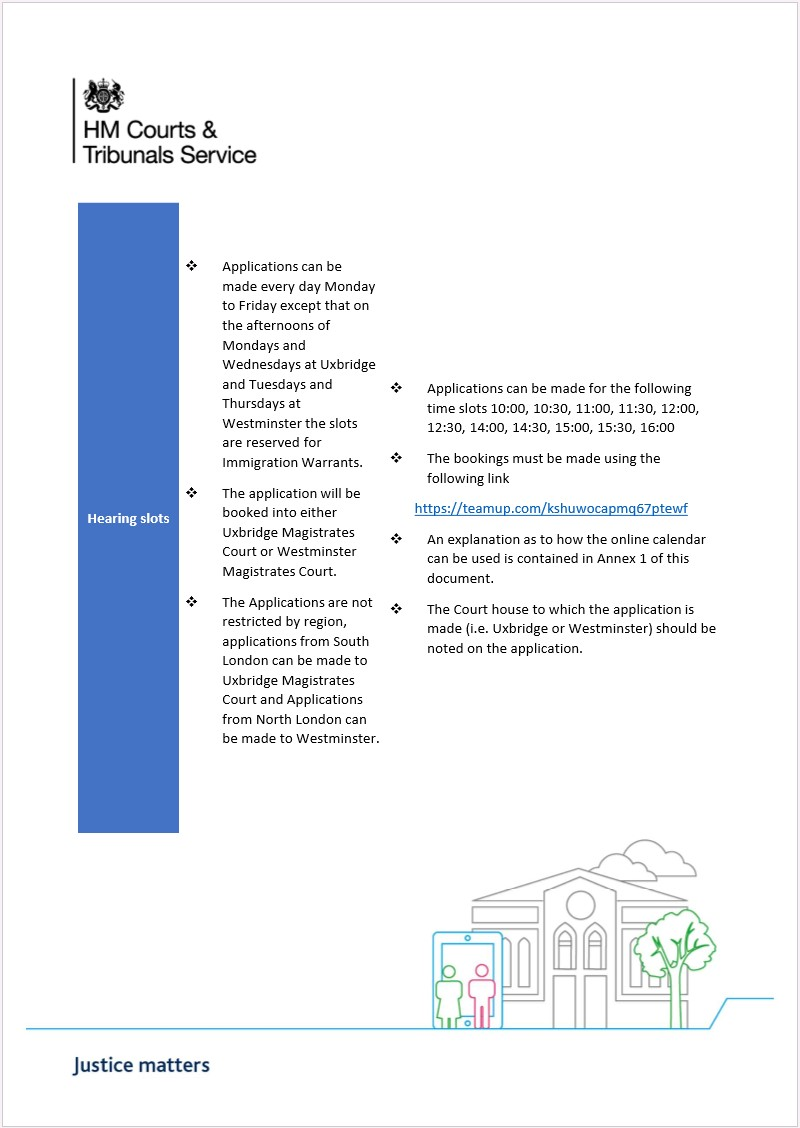 HM Courts &
Tribunals Service
Hearing slots
❖ Applications can be
made every day Monday
to Friday except that on
the afternoons of
Mondays and
Wednesdays at Uxbridge
and Tuesdays and
Thursdays at
Westminster the slots
are reserved for
Immigration Warrants.
❖ The application will be
booked into either
Uxbridge Magistrates
Court or Westminster
Magistrates Court.
❖ The Applications are not
restricted by region,
applications from South
London can be made to
Uxbridge Magistrates
Court and Applications
from North London can
be made to Westminster.
❖ Applications can be made for the following
time slots 10:00, 10:30, 11:00, 11:30, 12:00,
12:30, 14:00, 14:30, 15:00, 15:30, 16:00
❖ The bookings must be made using the
following link
https://teamup.com/kshuwocapmq67ptewf
❖ An explanation as to how the online calendar
can be used is contained in Annex 1 of this
document.
❖ The Court house to which the application is
made (i.e. Uxbridge or Westminster) should be
noted on the application.
Justice matters